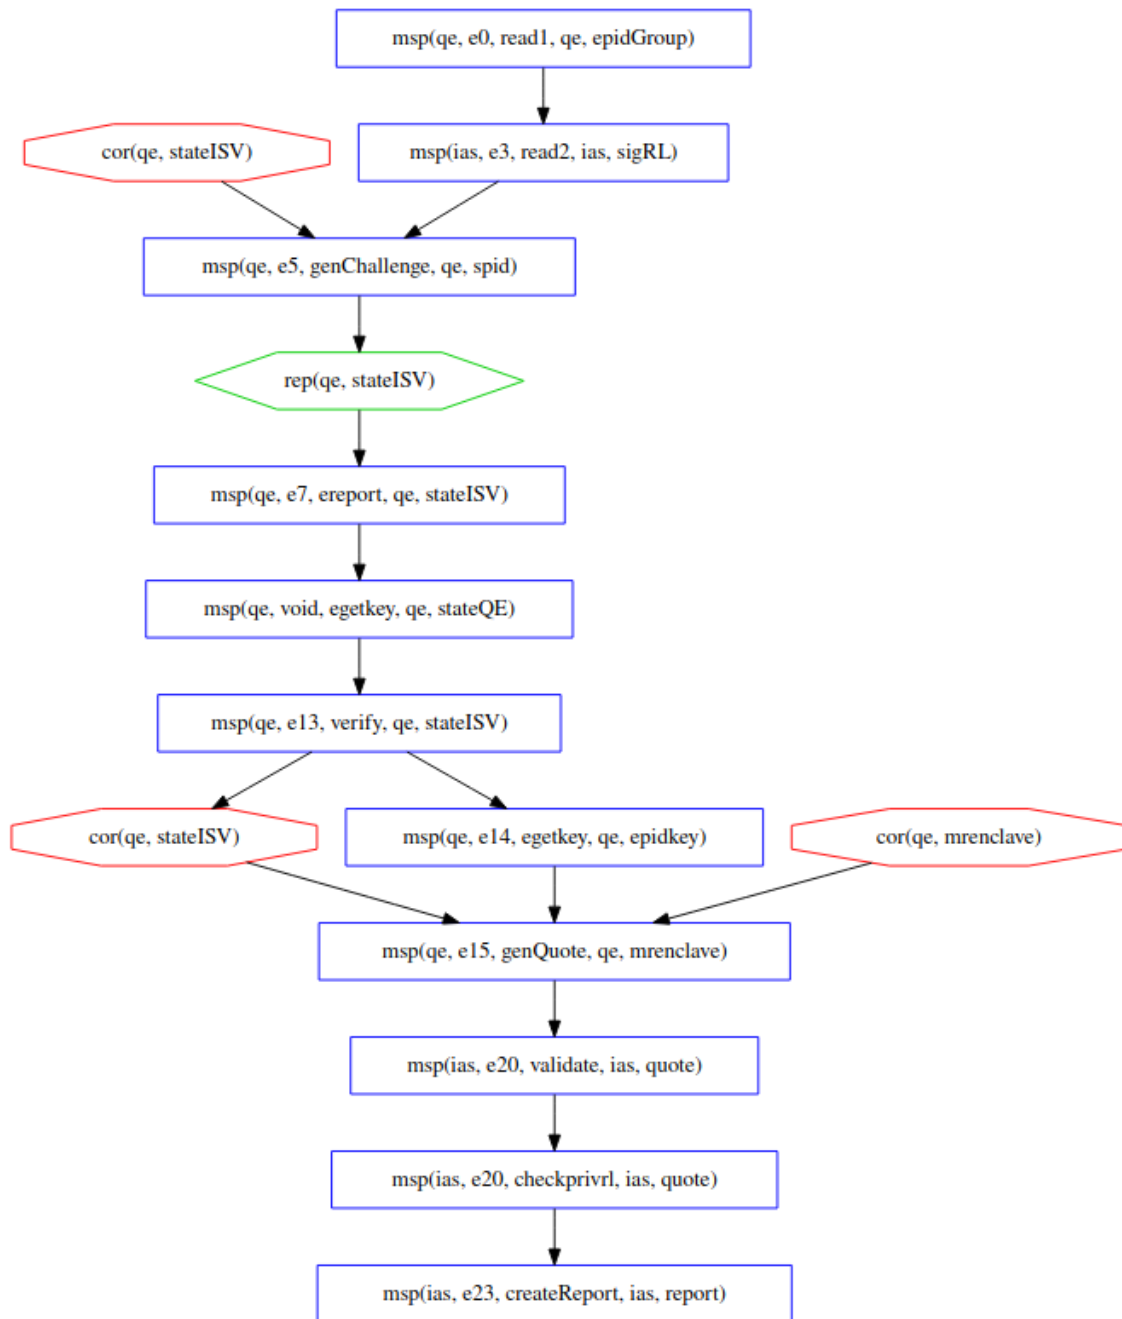 msp(qe, e0, read1, qe, epidGroup)
cor(qe, stateISV)
msp(ias, e3, read2, ias, sigRL)
msp(qe, e5, genChallenge, qe, spid)
rep(qe, stateISV)
msp(qe, e7, ereport, qe, stateISV)
msp(qe, void, egetkey, qe, stateQE)
msp(qe, e13, verify, qe, stateISV)
cor(qe, stateISV)
msp(qe, e14, egetkey, qe, epidkey)
cor(qe, mrenclave)
msp(qe, e15, genQuote, qe, mrenclave)
msp(ias, e20, validate, ias, quote)
msp(ias, e20, checkprivrl, ias, quote)
msp(ias, e23, createReport, ias, report)